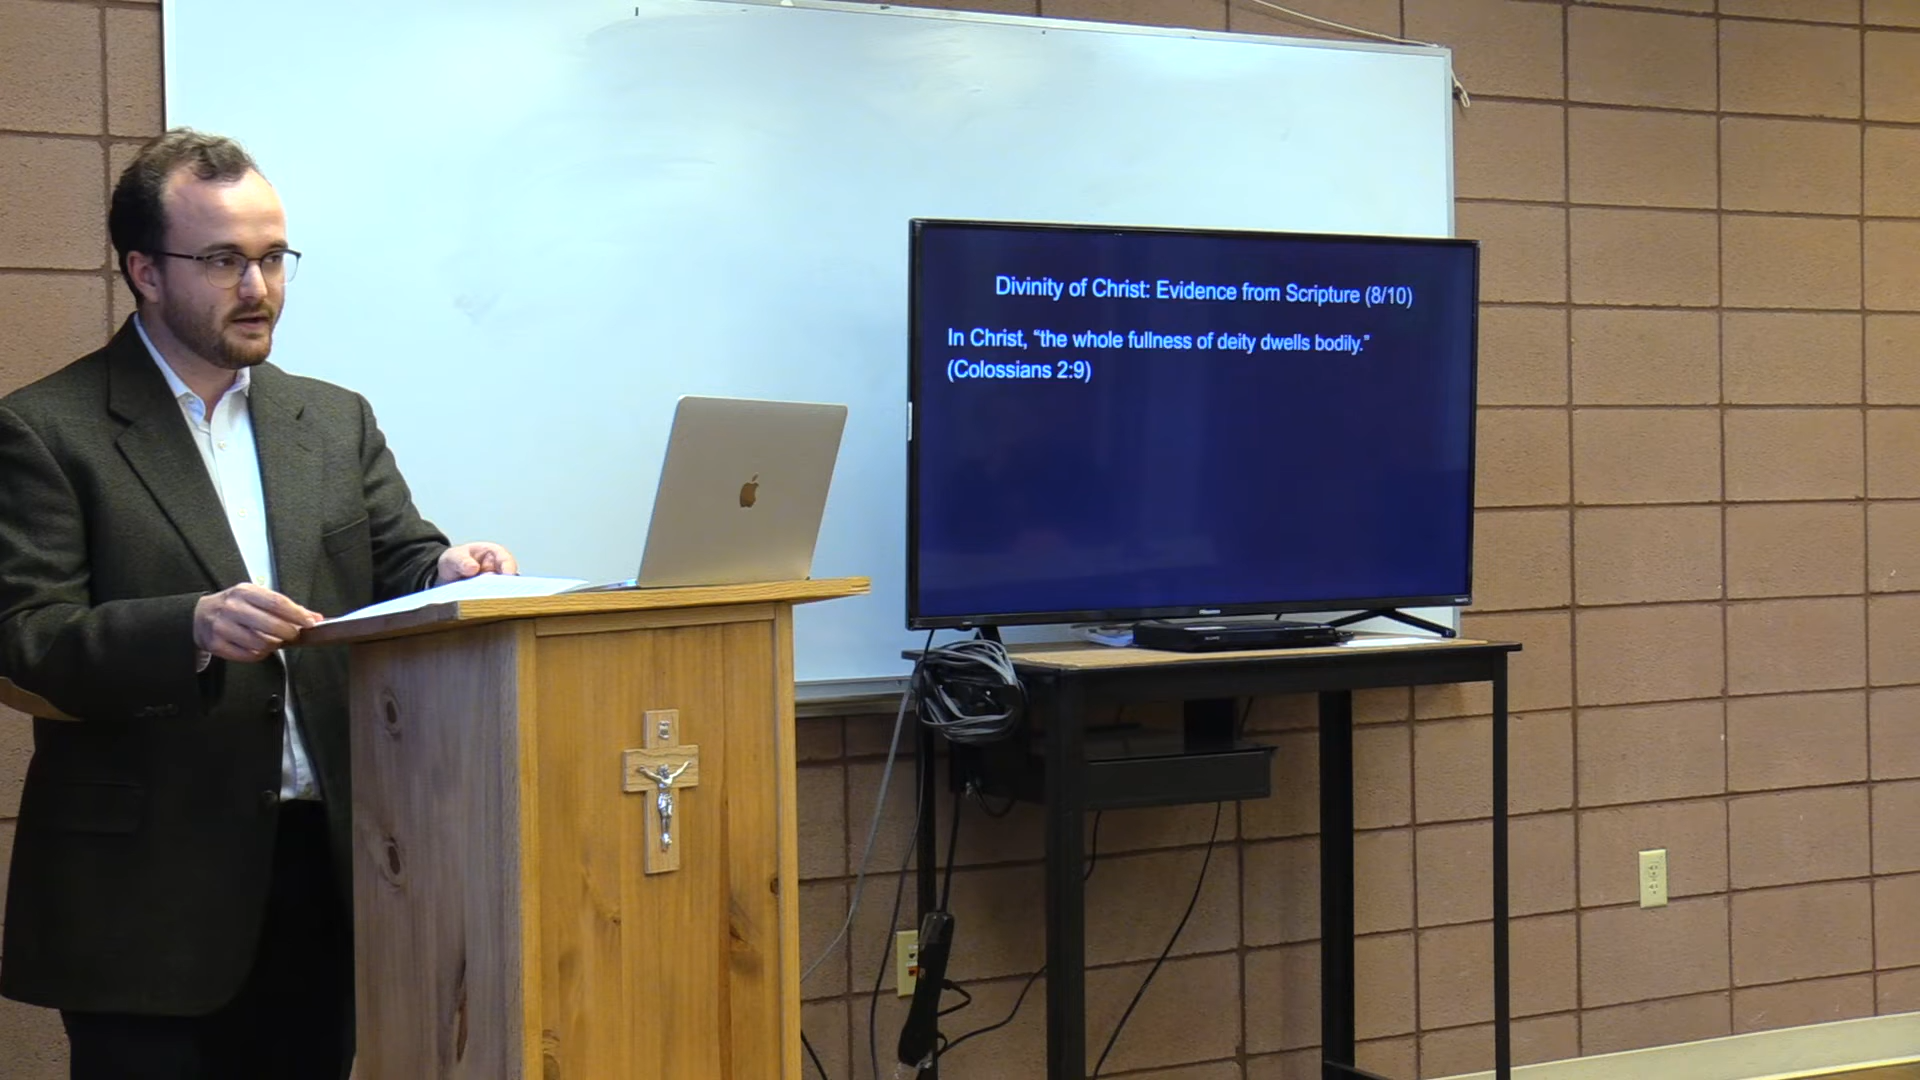 Divinity of Christ: Evidence from Scripture (8/10)
In Christ, “the whole fullness of deity dwells bodily.”
(Colossians 2:9)
Hisense